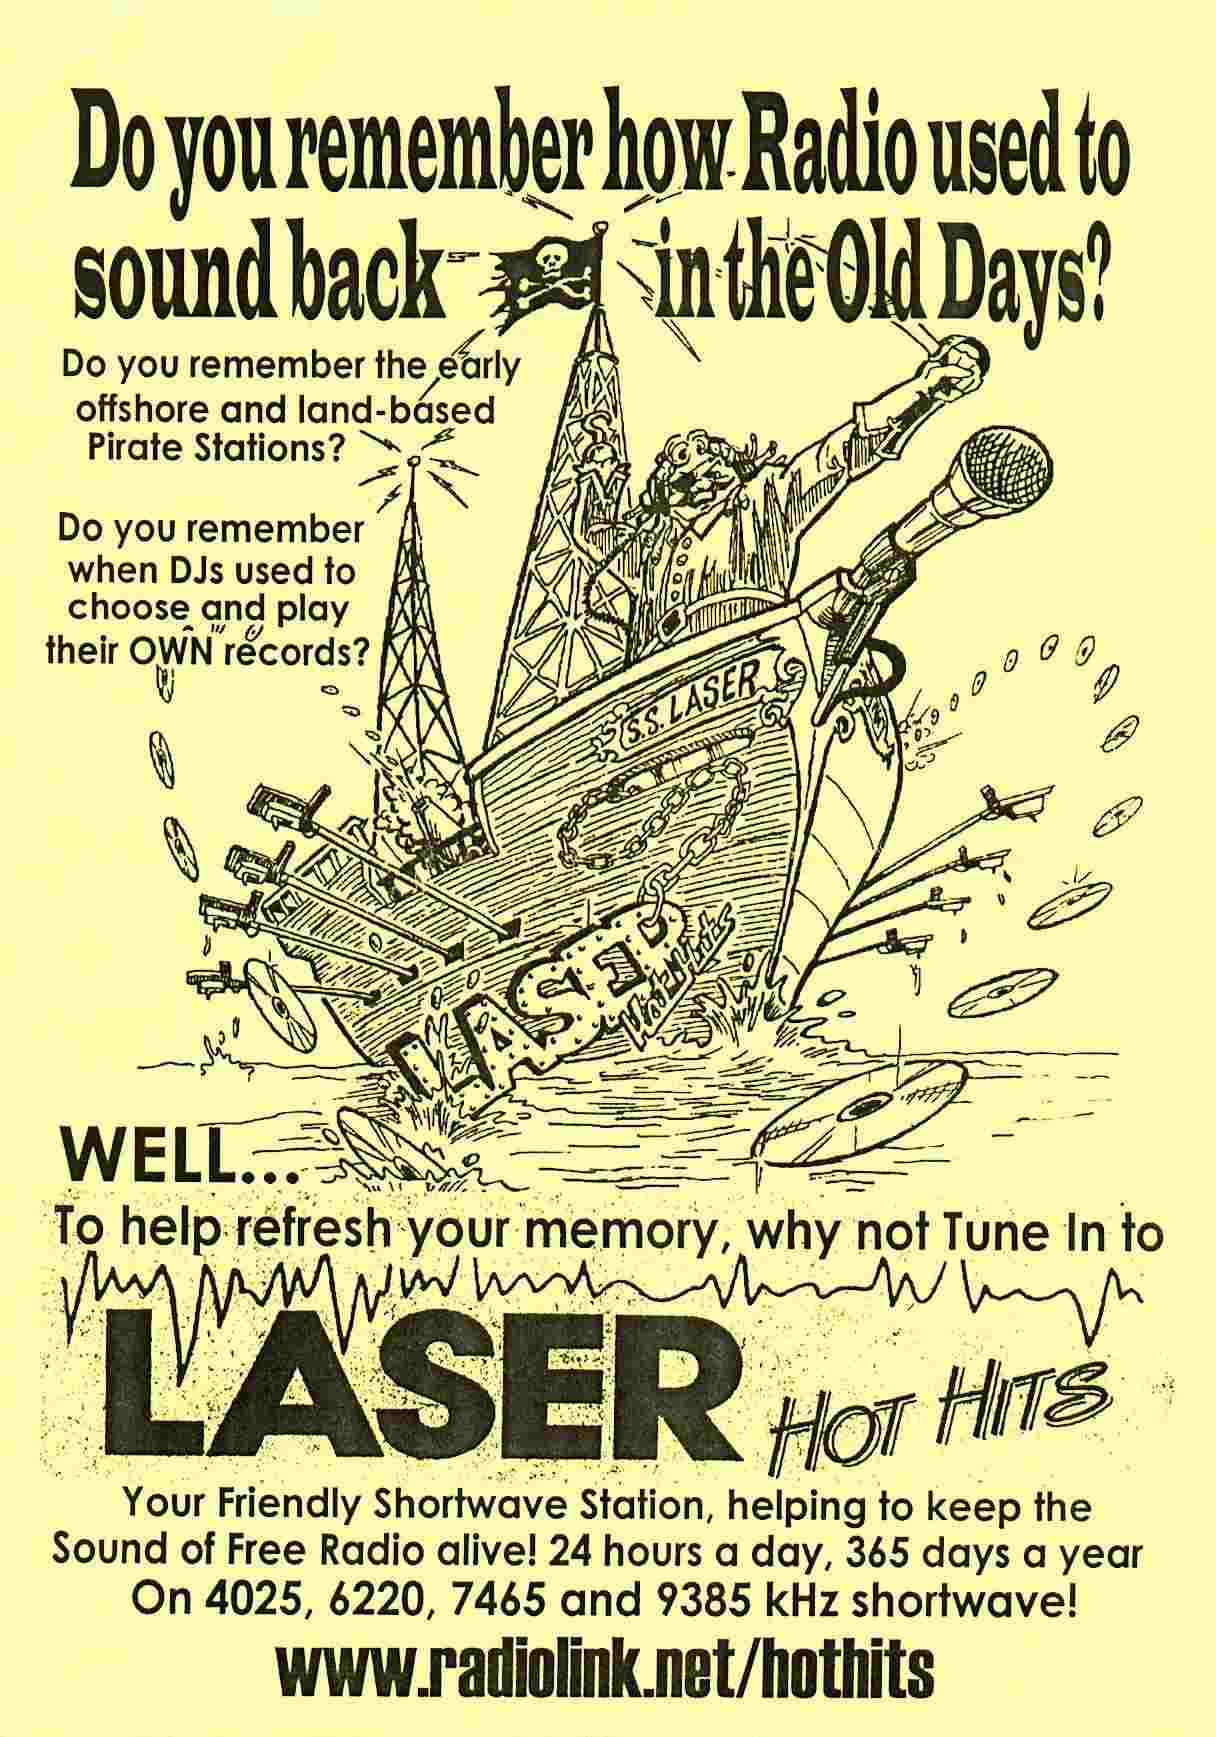 Do you remember how Radio used to
sound back in the Old Days?
Do you remember the early
offshore and land-based
Pirate Stations?
Do you remember
when DJs used to
choose and play
their OWN records?
S.S. LASER
LASER
Hot Hits
WELL...
To help refresh your memory, why not Tune In to
LASER HOT HITS
Your Friendly Shortwave Station, helping to keep the
Sound of Free Radio alive! 24 hours a day, 365 days a year
On 4025, 6220, 7465 and 9385 kHz shortwave!
www.radiolink.net/hothits